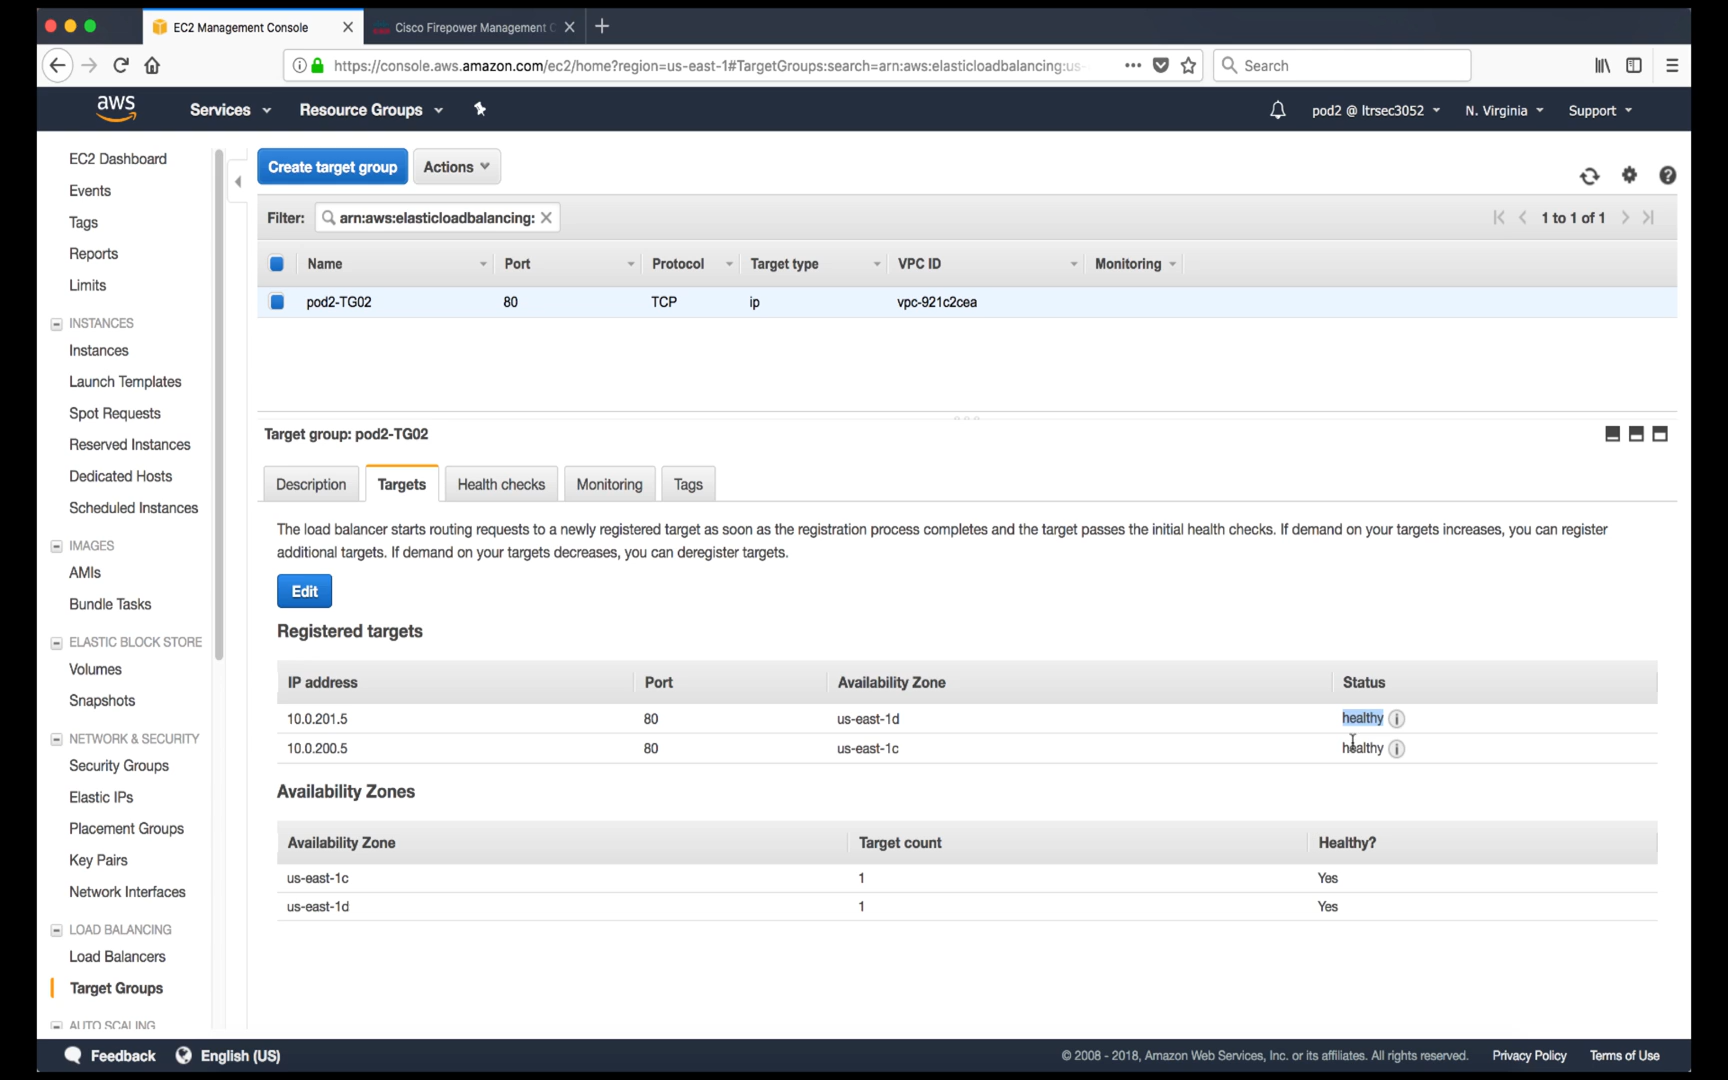 EC2 Management Console
Cisco Firepower Management C
https://console.aws.amazon.com/ec2/home?region=us-east-1#TargetGroups:search=arn:aws:elasticloadbalancing:us-
Search
aws
Services
Resource Groups
pod2 @ ltrsec3052
N. Virginia
Support
EC2 Dashboard
Events
Tags
Reports
Limits
INSTANCES
Instances
Launch Templates
Spot Requests
Reserved Instances
Dedicated Hosts
Scheduled Instances
IMAGES
AMIs
Bundle Tasks
ELASTIC BLOCK STORE
Volumes
Snapshots
NETWORK & SECURITY
Security Groups
Elastic IPs
Placement Groups
Key Pairs
Network Interfaces
LOAD BALANCING
Load Balancers
Target Groups
AUTO SCALING
Create target group
Actions
Filter: arn:aws:elasticloadbalancing:
1 to 1 of 1
Name Port Protocol Target type VPC ID Monitoring
pod2-TG02 80 TCP ip vpc-921c2cea
Target group: pod2-TG02
Description Targets Health checks Monitoring Tags
The load balancer starts routing requests to a newly registered target as soon as the registration process completes and the target passes the initial health checks. If demand on your targets increases, you can register
additional targets. If demand on your targets decreases, you can deregister targets.
Edit
Registered targets
IP address Port Availability Zone Status
10.0.201.5 80 us-east-1d healthy
10.0.200.5 80 us-east-1c healthy
Availability Zones
Availability Zone Target count Healthy?
us-east-1c 1 Yes
us-east-1d 1 Yes
Feedback
English (US)
© 2008 - 2018, Amazon Web Services, Inc. or its affiliates. All rights reserved.
Privacy Policy
Terms of Use